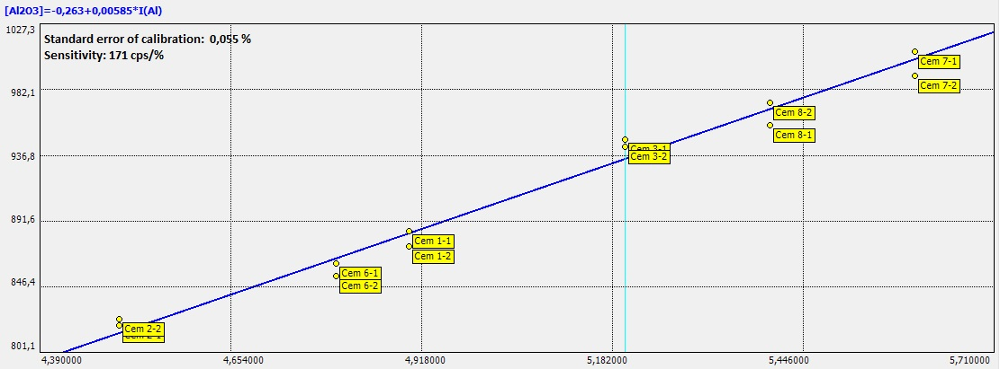 [Al2O3]=-0,263+0,00585*I(Al)
1027,3
Standard error of calibration: 0,055 %
Sensitivity: 171 cps/%
Cem 7-1
Cem 7-2
982,1
Cem 8-2
Cem 8-1
Cem 3-1
Cem 3-2
936,8
891,6
Cem 1-1
Cem 1-2
Cem 6-1
Cem 6-2
846,4
Cem 2-2
Cem 2-1
801,1
4,390000 4,654000 4,918000 5,182000 5,446000 5,710000